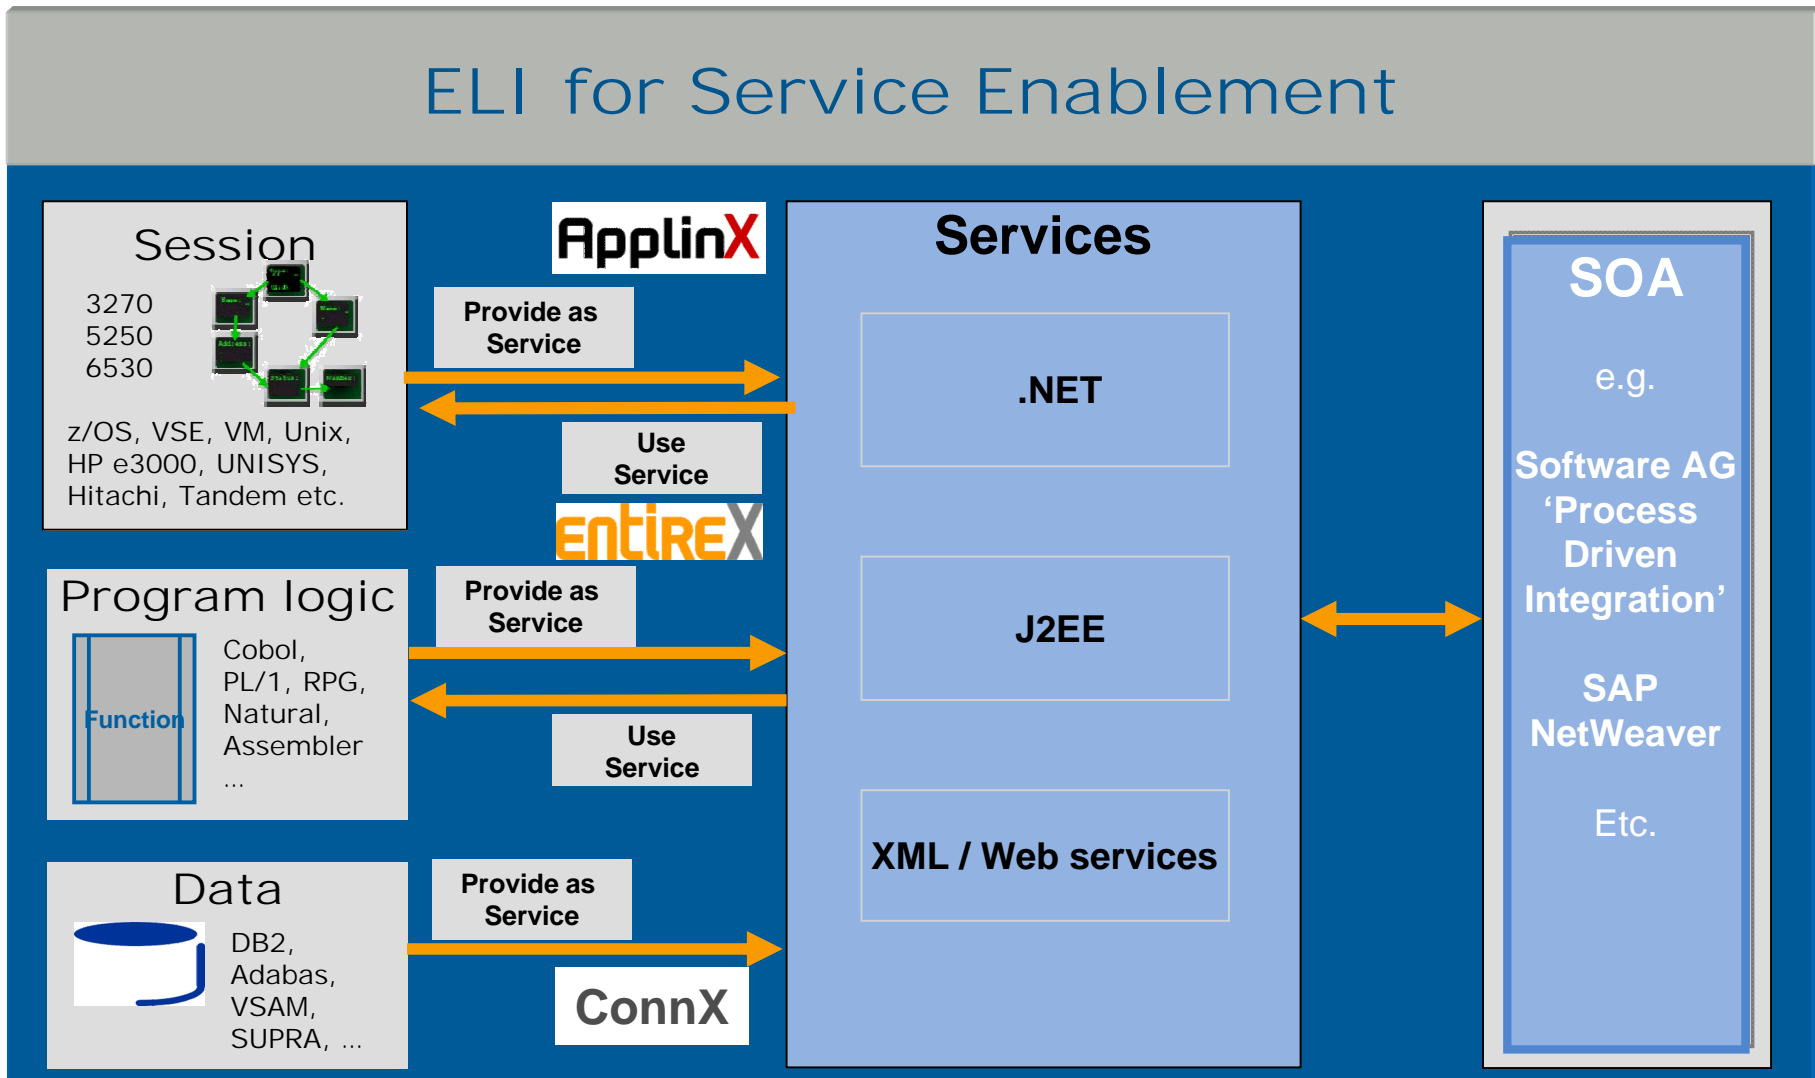 ELI for Service Enablement
Session
3270
5250
6530
z/OS, VSE, VM, Unix,
HP e3000, UNISYS,
Hitachi, Tandem etc.
ApplinX
Provide as
Service
Use
Service
EntireX
Program logic
Function
Cobol,
PL/1, RPG,
Natural,
Assembler
...
Provide as
Service
Use
Service
Data
DB2,
Adabas,
VSAM,
SUPRA, ...
Provide as
Service
ConnX
Services
.NET
J2EE
XML / Web services
SOA
e.g.
Software AG
‘Process
Driven
Integration’
SAP
NetWeaver
Etc.